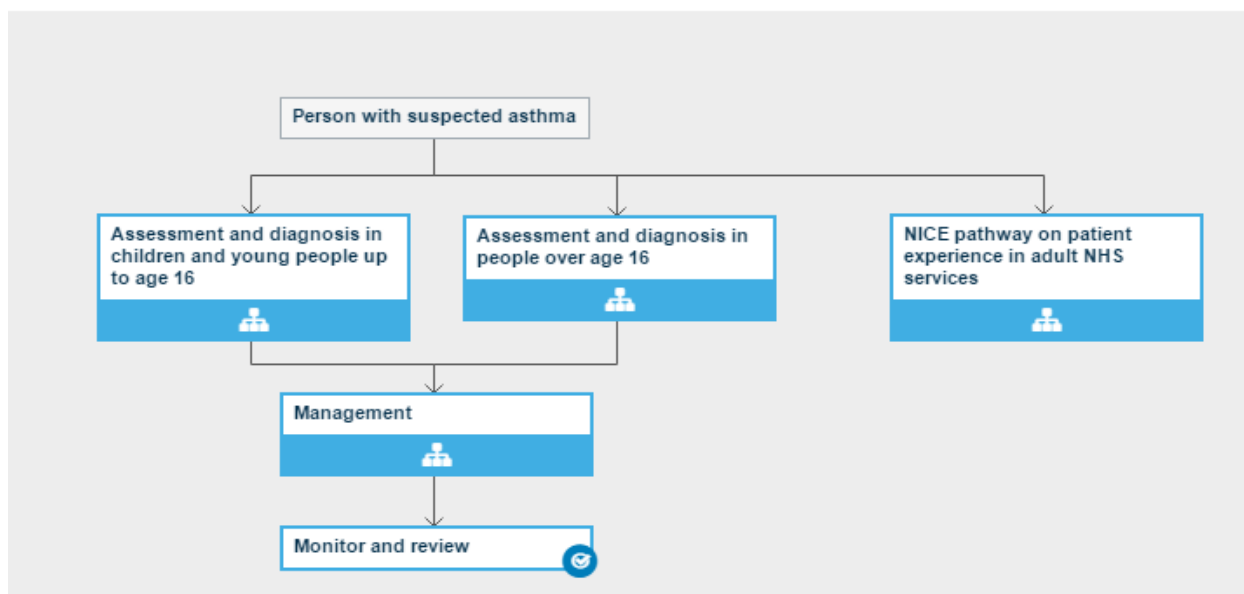 Person with suspected asthma
Assessment and diagnosis in
children and young people up
to age 16
Assessment and diagnosis in
people over age 16
NICE pathway on patient
experience in adult NHS
services
Management
Monitor and review